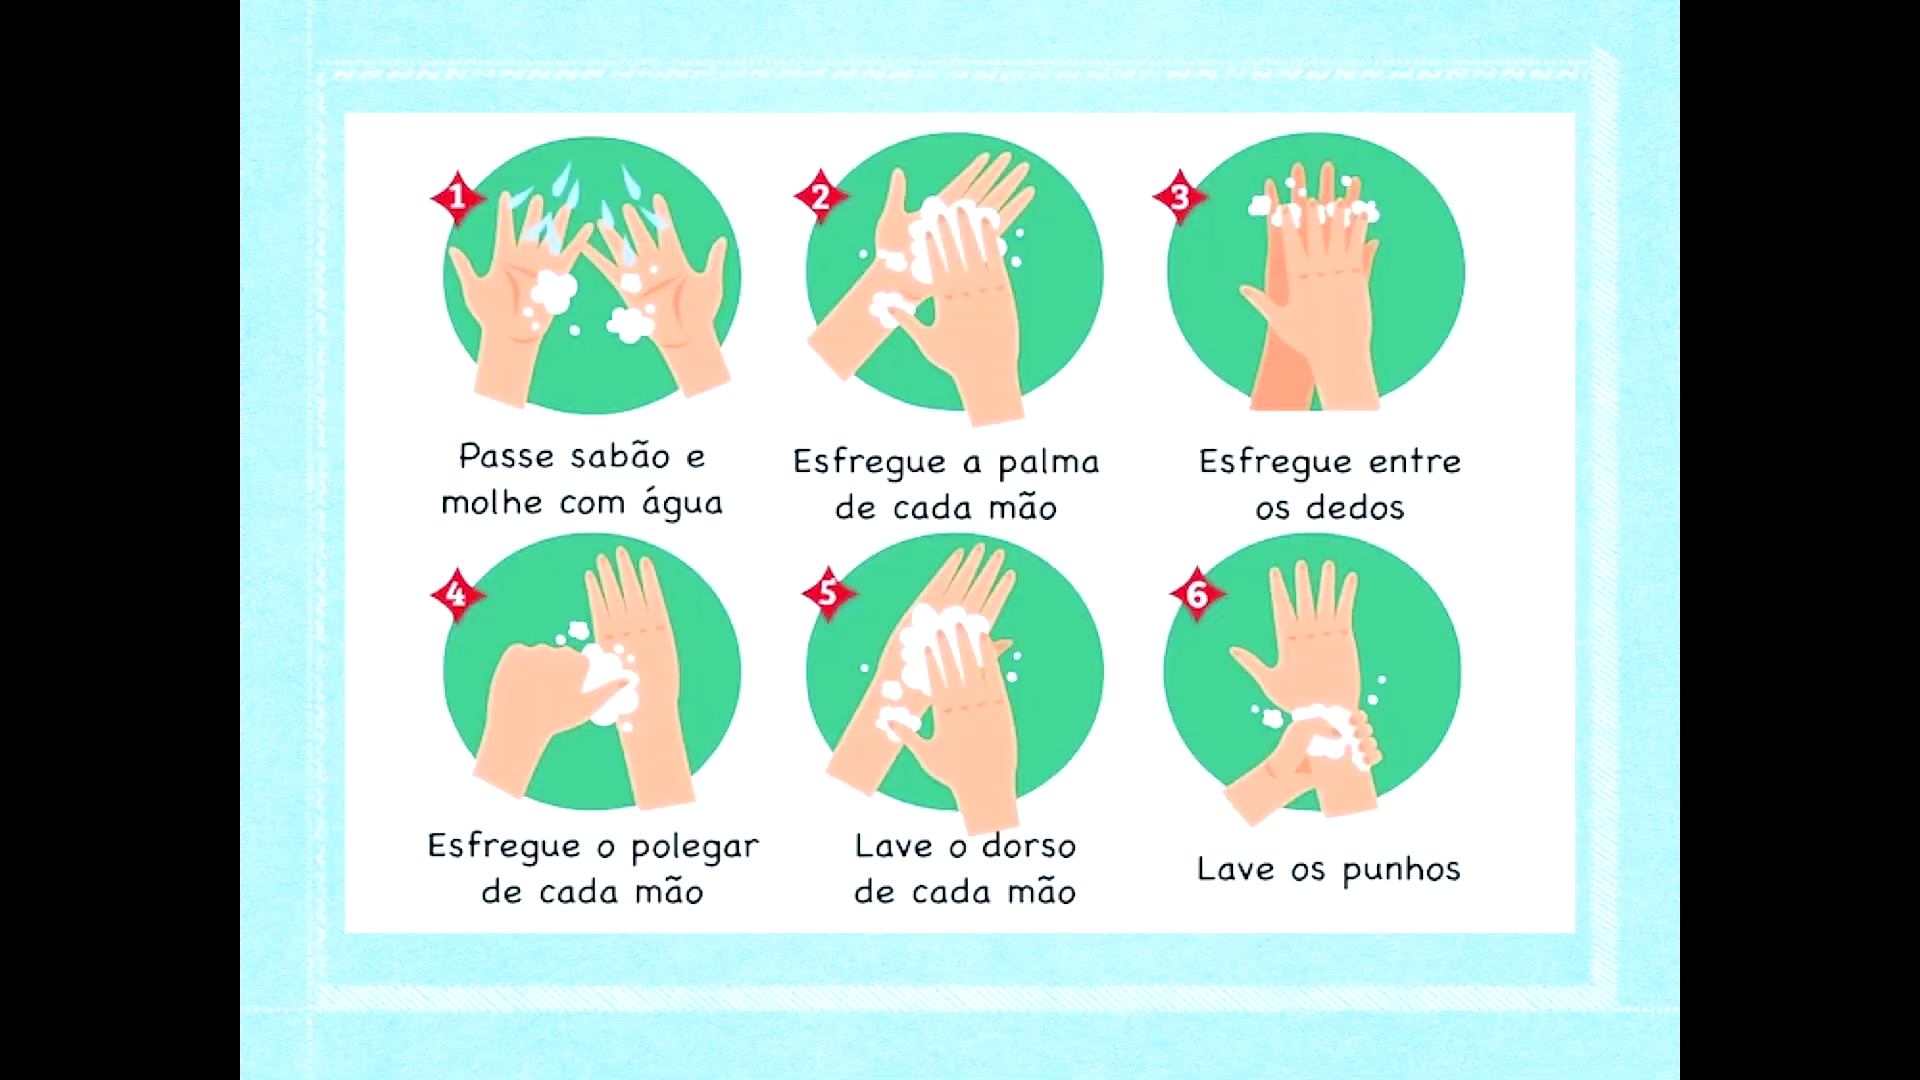 1
Passe sabão e
molhe com água
2
Esfregue a palma
de cada mão
3
Esfregue entre
os dedos
4
Esfregue o polegar
de cada mão
5
Lave o dorso
de cada mão
6
Lave os punhos